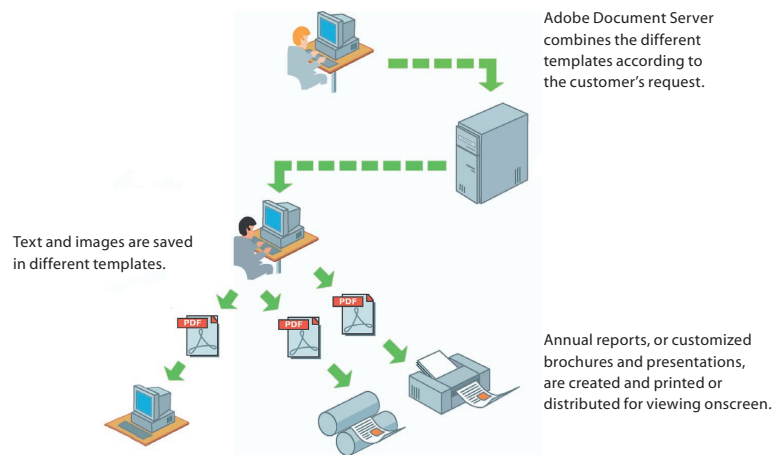 Adobe Document Server
combines the different
templates according to
the customer’s request.
Text and images are saved
in different templates.
PDF
PDF
PDF
Annual reports, or customized
brochures and presentations,
are created and printed or
distributed for viewing onscreen.